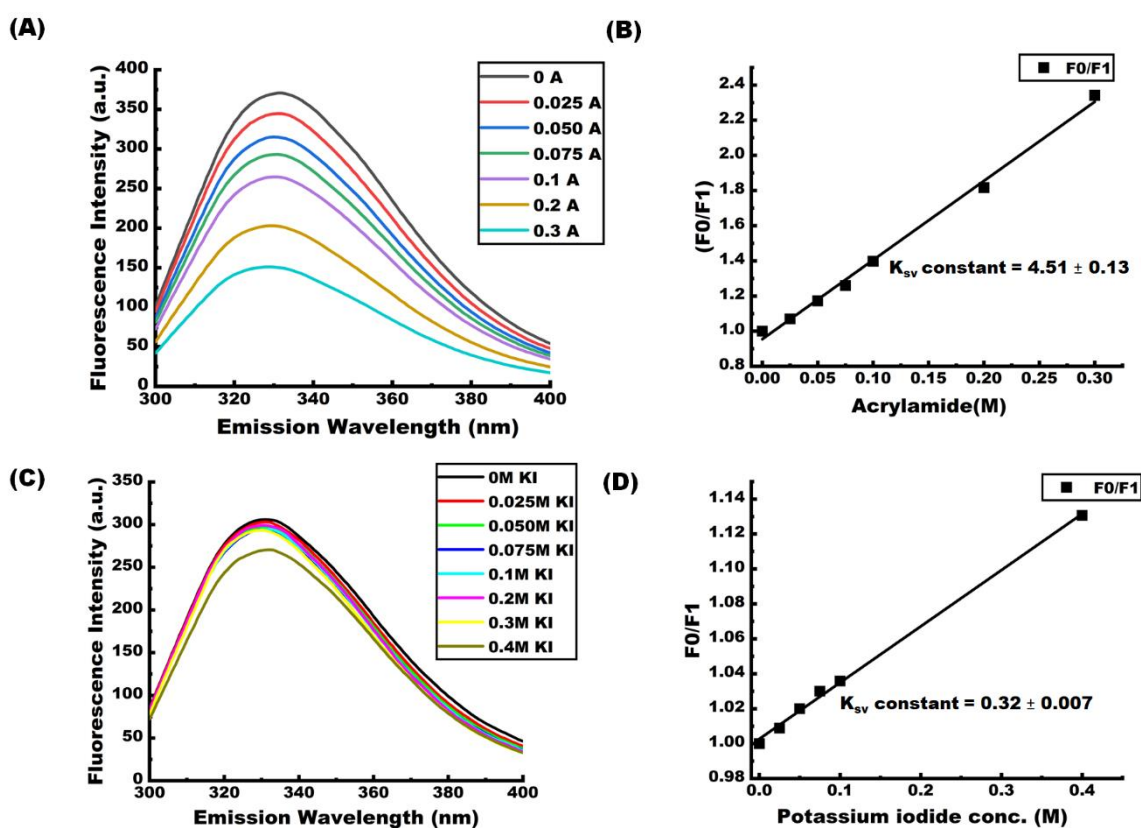 (A)
400
350
300
250
200
150
100
50
0
300
320
340
360
380
400
Fluorescence Intensity (a.u.)
Emission Wavelength (nm)
0 A
0.025 A
0.050 A
0.075 A
0.1 A
0.2 A
0.3 A
(B)
F0/F1
2.4
2.2
2.0
1.8
1.6
1.4
1.2
1.0
0.8
0.00
0.05
0.10
0.15
0.20
0.25
0.30
(F0/F1)
Acrylamide(M)
Ksv constant = 4.51 ± 0.13
(C)
350
300
250
200
150
100
50
0
300
320
340
360
380
400
Fluorescence Intensity (a.u.)
Emission Wavelength (nm)
0M KI
0.025M KI
0.050M KI
0.075M KI
0.1M KI
0.2M KI
0.3M KI
0.4M KI
(D)
F0/F1
1.14
1.12
1.10
1.08
1.06
1.04
1.02
1.00
0.98
0.0
0.1
0.2
0.3
0.4
F0/F1
Potassium iodide conc. (M)
Ksv constant = 0.32 ± 0.007